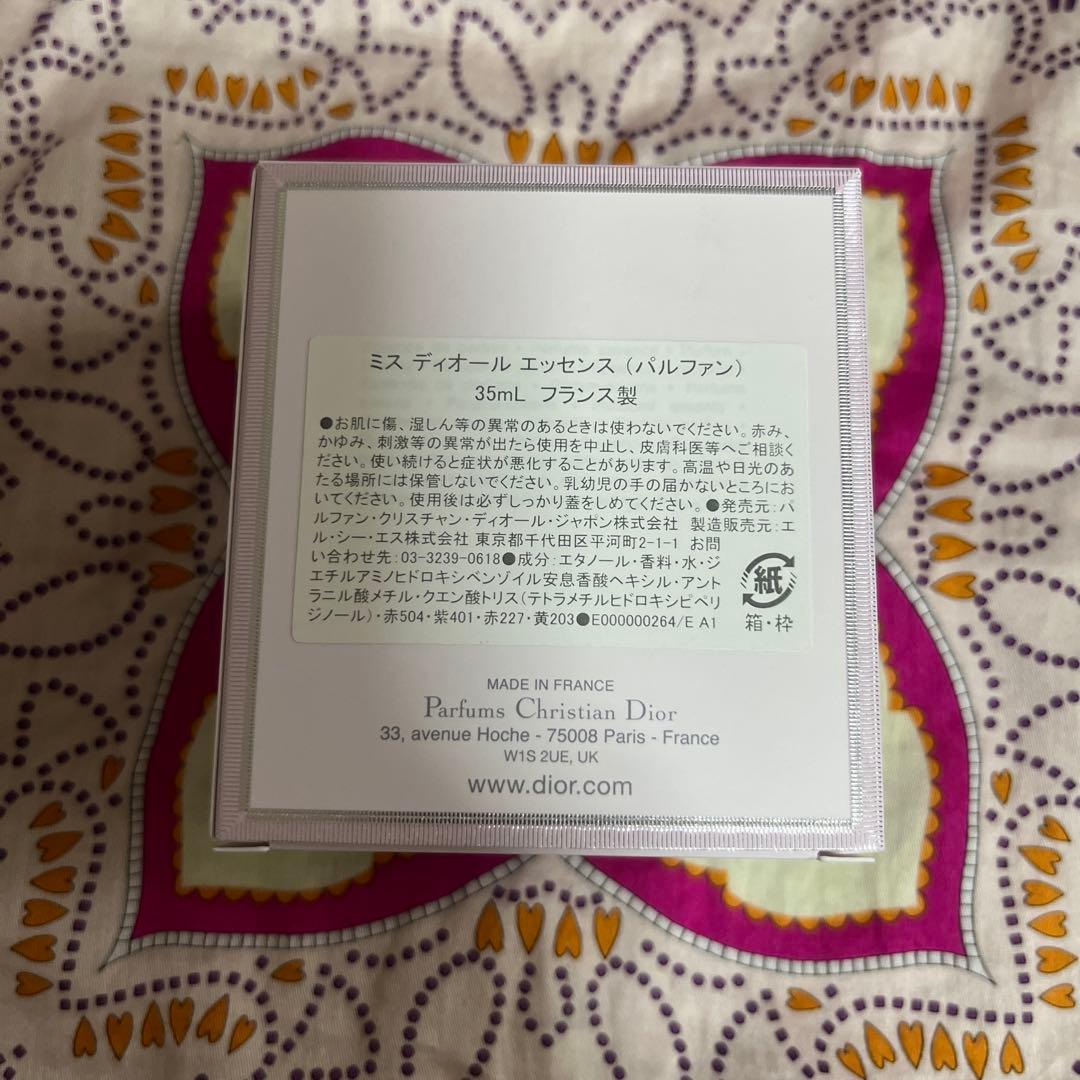 ミス ディオール エッセンス（パルファン）
35mL フランス製
●お肌に傷、湿しん等の異常のあるときは使わないでください。赤み、
かゆみ、刺激等の異常が出たら使用を中止し、皮膚科医等へご相談く
ださい。使い続けると症状が悪化することがあります。高温や日光のあ
たる場所には保管しないでください。乳幼児の手の届かないところにお
いてください。使用後は必ずしっかり蓋をしめてください。●発売元：パ
ルファン・クリスチャン・ディオール・ジャポン株式会社 製造販売元：エ
ル・シー・エス株式会社 東京都千代田区平河町2-1-1 お問
い合わせ先：03-3239-0618●成分：エタノール・香料・水・ジ
エチルアミノヒドロキシベンゾイル安息香酸ヘキシル・アント
ラニル酸メチル・クエン酸トリス（テトラメチルヒドロキシピペリ
ジノール）・赤504・紫401・赤227・黄203●E000000264/E A1
紙
箱・枠
MADE IN FRANCE
Parfums Christian Dior
33, avenue Hoche - 75008 Paris - France
W1S 2UE, UK
www.dior.com